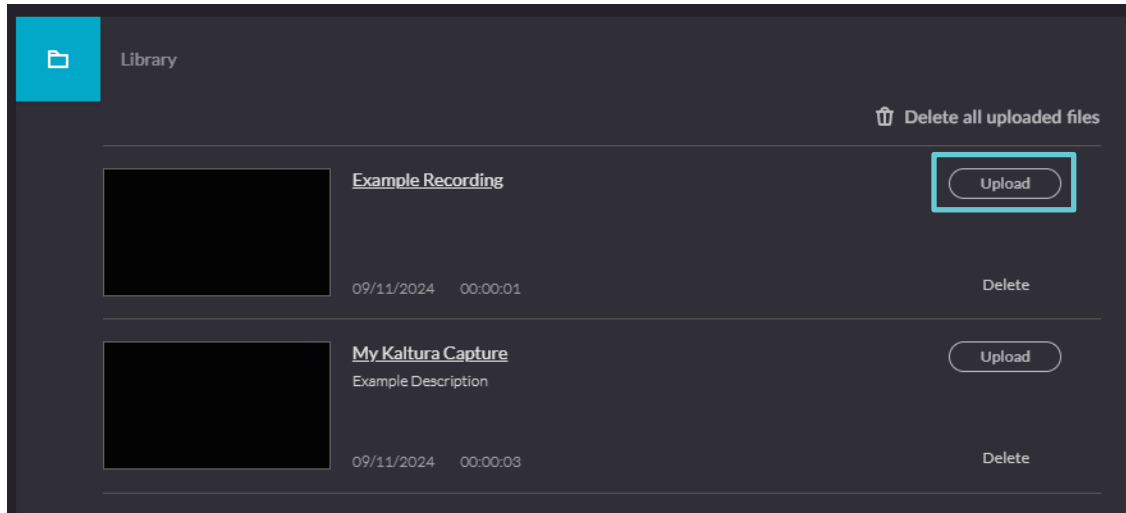 Library
Delete all uploaded files
Example Recording
Upload
09/11/2024 00:00:01
Delete
My Kaltura Capture
Upload
Example Description
09/11/2024 00:00:03
Delete